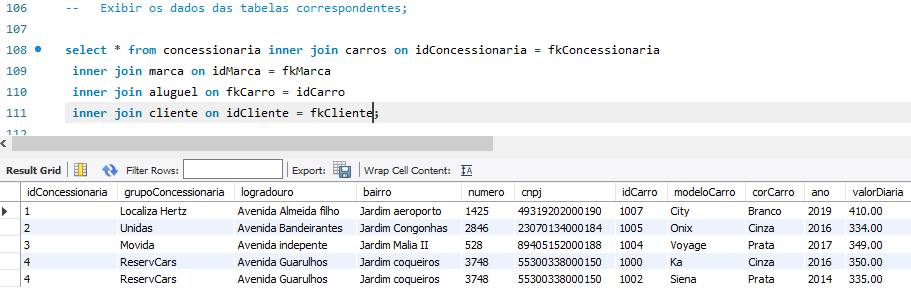 106 -- Exibir os dados das tabelas correspondentes;
107
108 select * from concessionaria inner join carros on idConcessionaria = fkConcessionaria
109 inner join marca on idMarca = fkMarca
110 inner join aluguel on fkCarro = idCarro
111 inner join cliente on idCliente = fkCliente;
112
Result Grid Filter Rows: Export: Wrap Cell Content: IA
idConcessionaria grupoConcessionaria logradouro bairro numero cnpj idCarro modeloCarro corCarro ano valorDiaria
1 Localiza Hertz Avenida Almeida filho Jardim aeroporto 1425 49319202000190 1007 City Branco 2019 410.00
2 Unidas Avenida Bandeirantes Jardim Congonhas 2846 23070134000184 1005 Onix Cinza 2016 334.00
3 Movida Avenida indepente Jardim Malia II 528 89405152000188 1004 Voyage Prata 2017 349.00
4 ReservCars Avenida Guarulhos Jardim coqueiros 3748 55300338000150 1000 Ka Cinza 2016 350.00
4 ReservCars Avenida Guarulhos Jardim coqueiros 3748 55300338000150 1002 Siena Prata 2014 335.00